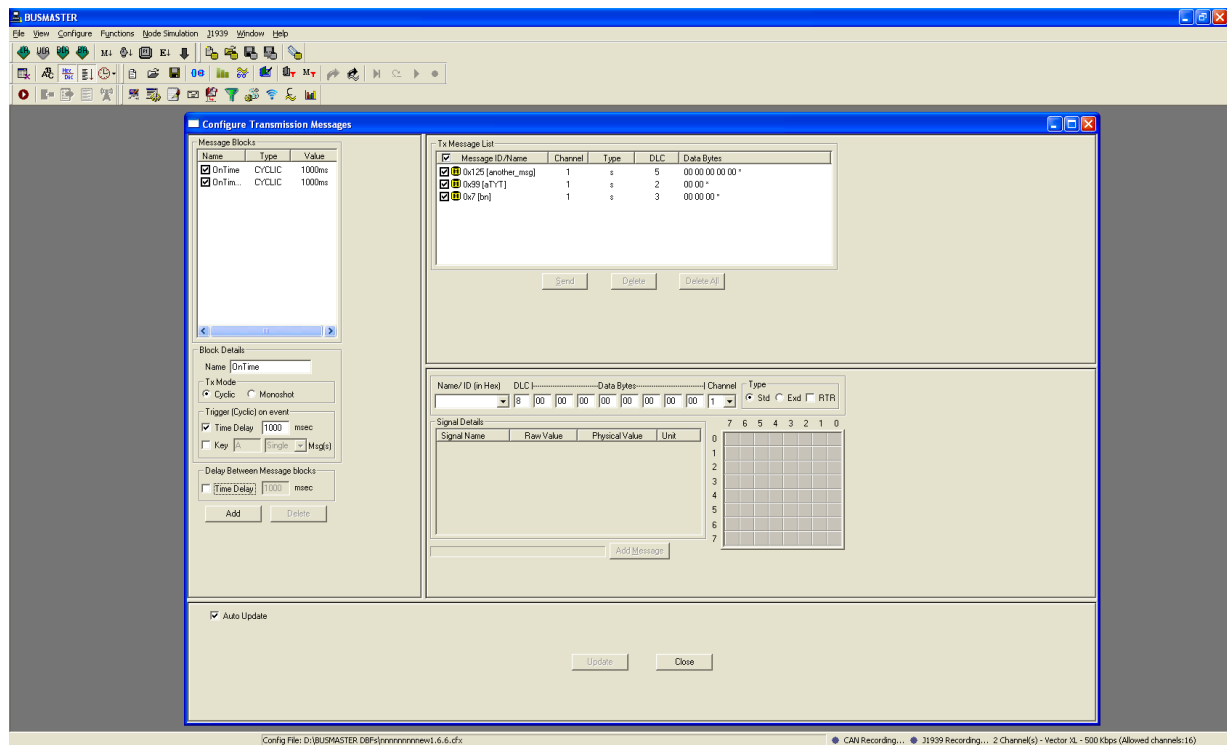 BUSMASTER
File View Configure Functions Node Simulation J1939 Window Help
Configure Transmission Messages
Message Blocks
Name Type Value
OnTime CYCLIC 1000ms
OnTim... CYCLIC 1000ms
Block Details
Name OnTime
Tx Mode
Cyclic Monoshot
Trigger (Cyclic) on event
Time Delay 1000 msec
Key A Single Msg(s)
Delay Between Message blocks
Time Delay 1000 msec
Add Delete
Tx Message List
Message ID/Name Channel Type DLC Data Bytes
0x125 [another_msg] 1 s 5 00 00 00 00 00 *
0x99 [aTYT] 1 s 2 00 00 *
0x7 [bn] 1 s 3 00 00 00 *
Send Delete Delete All
Name/ ID (in Hex) DLC |----------------------------Data Bytes----------------------------| Channel Type
8 00 00 00 00 00 00 00 00 1 Std Exd RTR
Signal Details
Signal Name Raw Value Physical Value Unit
7 6 5 4 3 2 1 0
0
1
2
3
4
5
6
7
Add Message
Auto Update
Update Close
Config File: D:\BUSMASTER DBFs\nnnnnnnnnew1.6.6.cfx CAN Recording... J1939 Recording... 2 Channel(s) - Vector XL - 500 Kbps (Allowed channels:16)